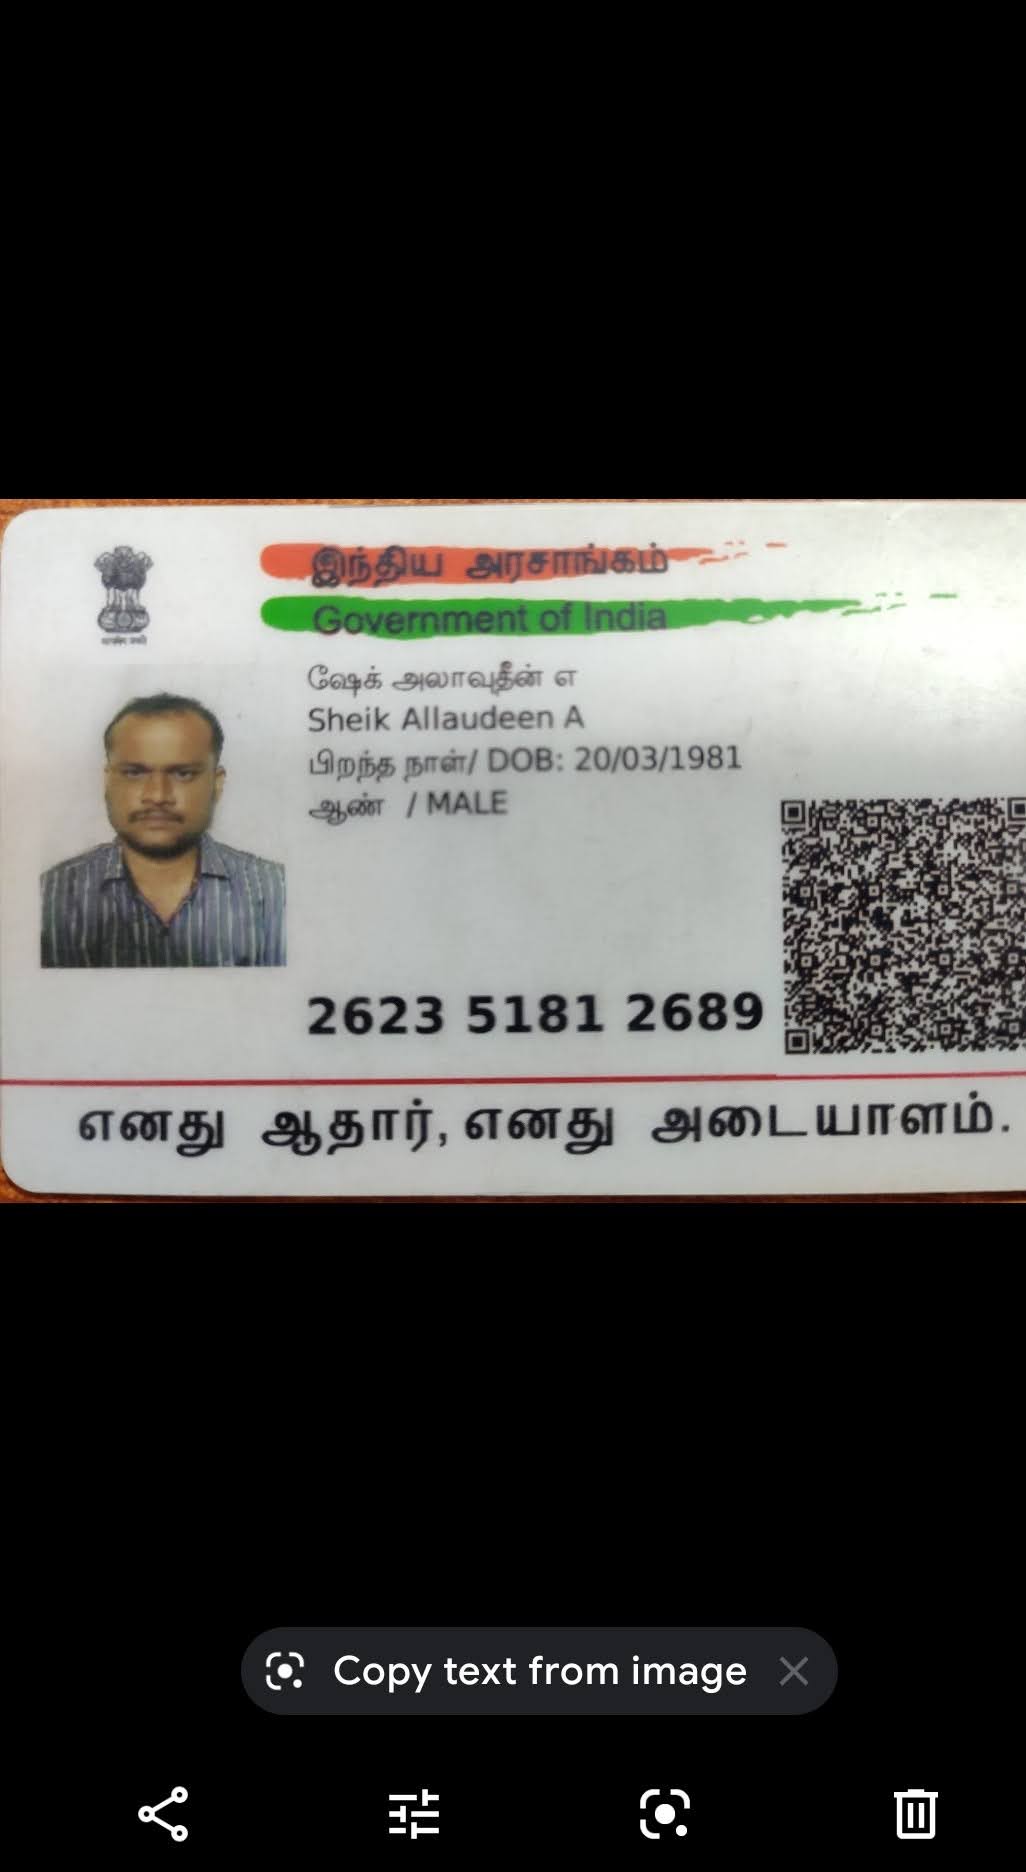 இந்திய அரசாங்கம்
Government of India
ஷேக் அலாவுதீன் எ
Sheik Allaudeen A
பிறந்த நாள்/ DOB: 20/03/1981
ஆண் / MALE
2623 5181 2689
எனது ஆதார், எனது அடையாளம்.
Copy text from image